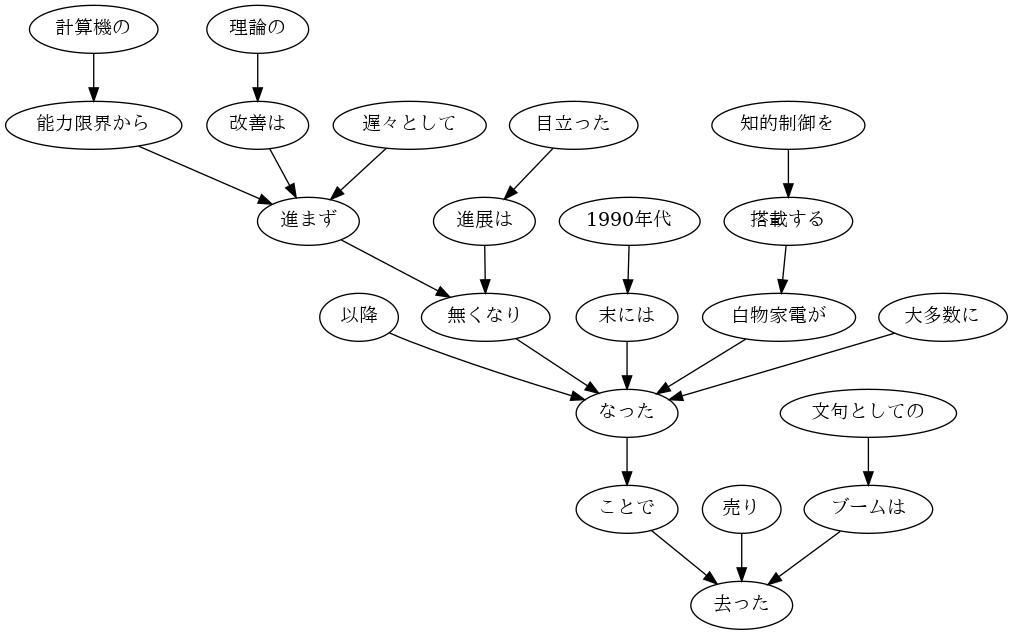 計算機の
理論の
能力限界から
改善は
遅々として
目立った
知的制御を
進まず
進展は
1990年代
搭載する
以降
無くなり
末には
白物家電が
大多数に
なった
文句としての
ことで
売り
ブームは
去った